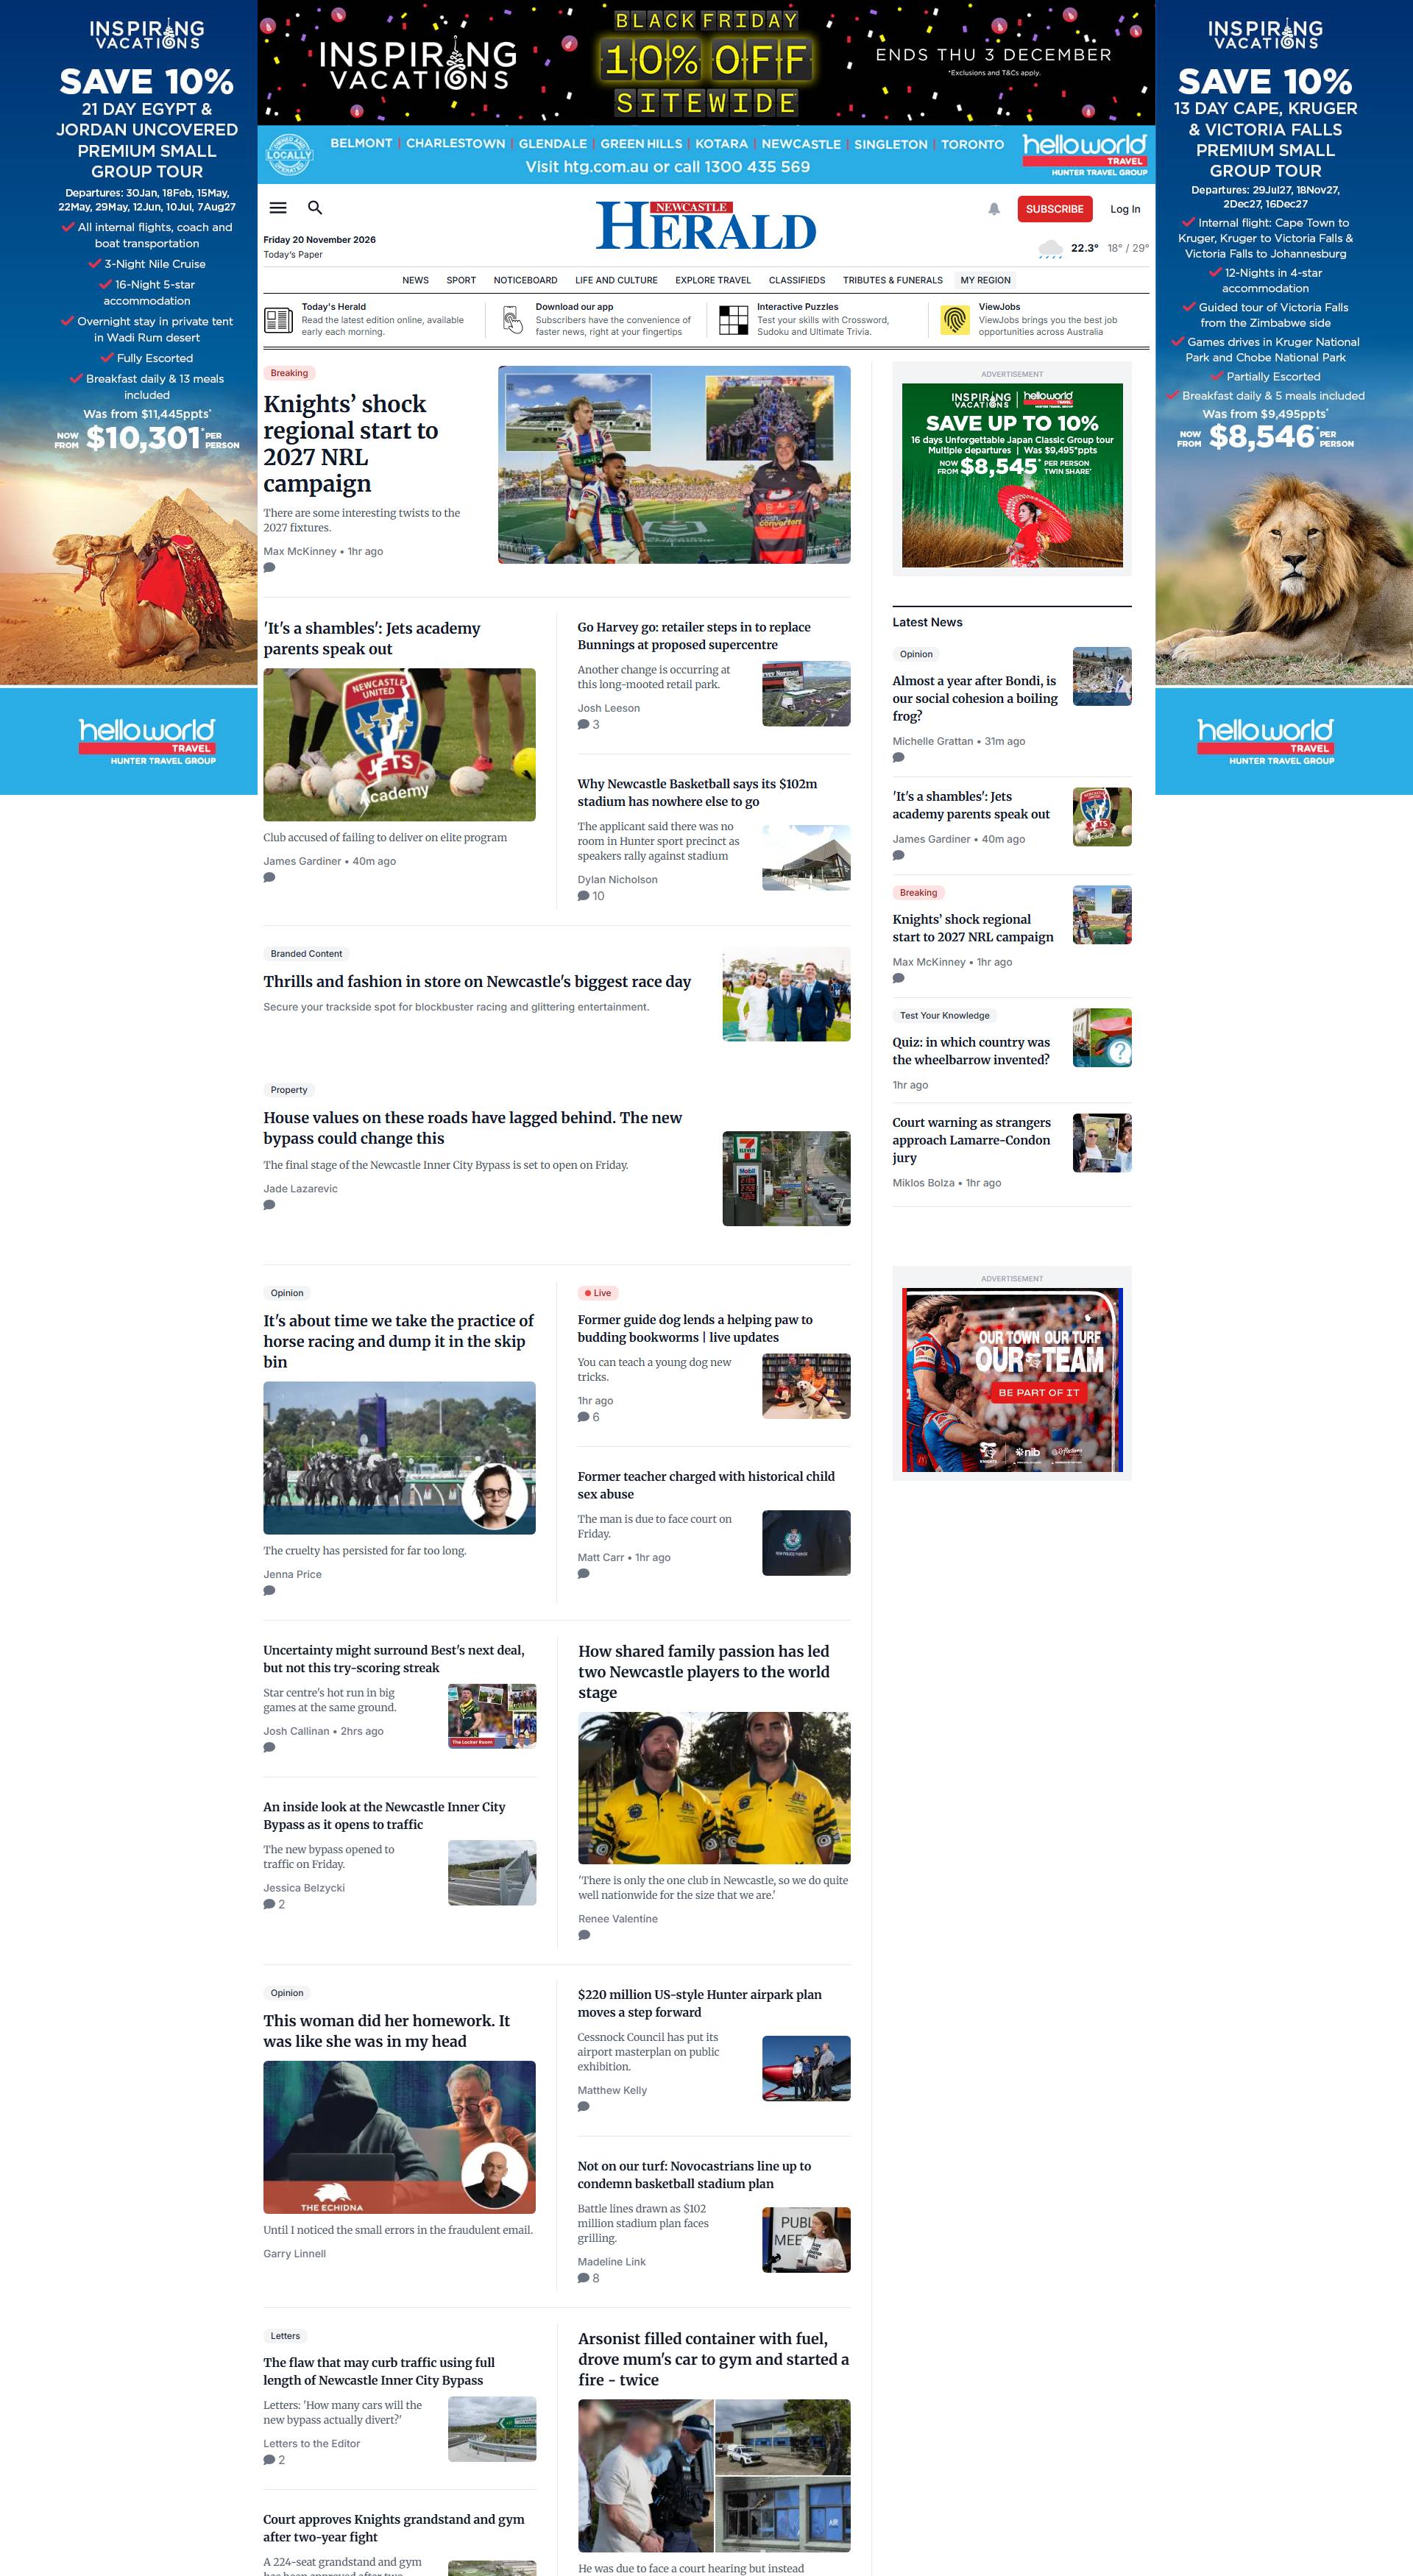 INSPIRING
VACATIONS
SAVE 10%
21 DAY EGYPT &
JORDAN UNCOVERED
PREMIUM SMALL
GROUP TOUR
Departures: 30Jan, 18Feb, 15May,
22May, 29May, 12Jun, 10Jul, 7Aug27
All internal flights, coach and
boat transportation
3-Night Nile Cruise
16-Night 5-star
accommodation
Overnight stay in private tent
in Wadi Rum desert
Fully Escorted
Breakfast daily & 13 meals
included
Was from $11,445ppts*
NOW FROM $10,301* PER PERSON
helloworld
TRAVEL
HUNTER TRAVEL GROUP
INSPIRING
VACATIONS
BLACK FRIDAY
10% OFF
SITEWIDE
ENDS THU 3 DECEMBER
*Exclusions and T&Cs apply.
LOCALLY
BELMONT | CHARLESTOWN | GLENDALE | GREEN HILLS | KOTARA | NEWCASTLE | SINGLETON | TORONTO
Visit htg.com.au or call 1300 435 569
helloworld
TRAVEL
HUNTER TRAVEL GROUP
INSPIRING
VACATIONS
SAVE 10%
13 DAY CAPE, KRUGER
& VICTORIA FALLS
PREMIUM SMALL
GROUP TOUR
Departures: 29Jul27, 18Nov27,
2Dec27, 16Dec27
Internal flight: Cape Town to
Kruger, Kruger to Victoria Falls &
Victoria Falls to Johannesburg
12-Nights in 4-star
accommodation
Guided tour of Victoria Falls
from the Zimbabwe side
Games drives in Kruger National
Park and Chobe National Park
Partially Escorted
Breakfast daily & 5 meals included
Was from $9,495ppts*
NOW FROM $8,546* PER PERSON
helloworld
TRAVEL
HUNTER TRAVEL GROUP
NEWCASTLE
HERALD
SUBSCRIBE
Log In
Friday 20 November 2026
Today's Paper
22.3° 18° / 29°
NEWS SPORT NOTICEBOARD LIFE AND CULTURE EXPLORE TRAVEL CLASSIFIEDS TRIBUTES & FUNERALS MY REGION
Today's Herald
Read the latest edition online, available
early each morning.
Download our app
Subscribers have the convenience of
faster news, right at your fingertips
Interactive Puzzles
Test your skills with Crossword,
Sudoku and Ultimate Trivia.
ViewJobs
ViewJobs brings you the best job
opportunities across Australia
Breaking
Knights’ shock
regional start to
2027 NRL
campaign
There are some interesting twists to the
2027 fixtures.
Max McKinney • 1hr ago
cash
converters
'It's a shambles': Jets academy
parents speak out
NEWCASTLE
UNITED
JETS
Academy
Club accused of failing to deliver on elite program
James Gardiner • 40m ago
Go Harvey go: retailer steps in to replace
Bunnings at proposed supercentre
Another change is occurring at
this long-mooted retail park.
Josh Leeson
3
Why Newcastle Basketball says its $102m
stadium has nowhere else to go
The applicant said there was no
room in Hunter sport precinct as
speakers rally against stadium
Dylan Nicholson
10
Branded Content
Thrills and fashion in store on Newcastle's biggest race day
Secure your trackside spot for blockbuster racing and glittering entertainment.
Property
House values on these roads have lagged behind. The new
bypass could change this
The final stage of the Newcastle Inner City Bypass is set to open on Friday.
Jade Lazarevic
Mobil
Opinion
It's about time we take the practice of
horse racing and dump it in the skip
bin
The cruelty has persisted for far too long.
Jenna Price
Live
Former guide dog lends a helping paw to
budding bookworms | live updates
You can teach a young dog new
tricks.
1hr ago
6
Former teacher charged with historical child
sex abuse
The man is due to face court on
Friday.
Matt Carr • 1hr ago
Uncertainty might surround Best's next deal,
but not this try-scoring streak
Star centre's hot run in big
games at the same ground.
Josh Callinan • 2hrs ago
The Locker Room
An inside look at the Newcastle Inner City
Bypass as it opens to traffic
The new bypass opened to
traffic on Friday.
Jessica Belzycki
2
How shared family passion has led
two Newcastle players to the world
stage
'There is only the one club in Newcastle, so we do quite
well nationwide for the size that we are.'
Renee Valentine
Opinion
This woman did her homework. It
was like she was in my head
THE ECHIDNA
Until I noticed the small errors in the fraudulent email.
Garry Linnell
$220 million US-style Hunter airpark plan
moves a step forward
Cessnock Council has put its
airport masterplan on public
exhibition.
Matthew Kelly
Not on our turf: Novocastrians line up to
condemn basketball stadium plan
Battle lines drawn as $102
million stadium plan faces
grilling.
Madeline Link
8
PUBL
MEE
Letters
The flaw that may curb traffic using full
length of Newcastle Inner City Bypass
Letters: 'How many cars will the
new bypass actually divert?'
Letters to the Editor
2
Court approves Knights grandstand and gym
after two-year fight
A 224-seat grandstand and gym
Arsonist filled container with fuel,
drove mum's car to gym and started a
fire - twice
He was due to face a court hearing but instead
ADVERTISEMENT
INSPIRING VACATIONS helloworld TRAVEL
SAVE UP TO 10%
16 days Unforgettable Japan Classic Group tour
Multiple departures | Was $9,495*ppts
NOW FROM $8,545* PER PERSON TWIN SHARE*
Latest News
Opinion
Almost a year after Bondi, is
our social cohesion a boiling
frog?
Michelle Grattan • 31m ago
'It's a shambles': Jets
academy parents speak out
James Gardiner • 40m ago
Breaking
Knights’ shock regional
start to 2027 NRL campaign
Max McKinney • 1hr ago
Test Your Knowledge
Quiz: in which country was
the wheelbarrow invented?
1hr ago
Court warning as strangers
approach Lamarre-Condon
jury
Miklos Bolza • 1hr ago
ADVERTISEMENT
OUR TOWN OUR TURF
OUR TEAM
BE PART OF IT
KNIGHTS
nib
Reflections